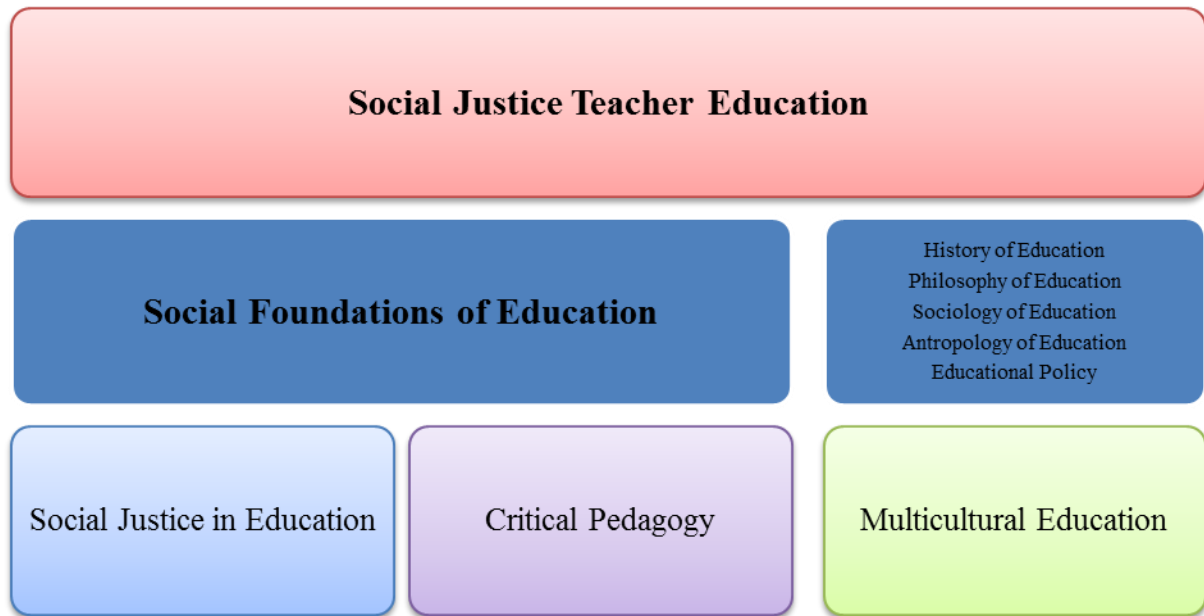 Social Justice Teacher Education
Social Foundations of Education
History of Education
Philosophy of Education
Sociology of Education
Antropology of Education
Educational Policy
Social Justice in Education
Critical Pedagogy
Multicultural Education